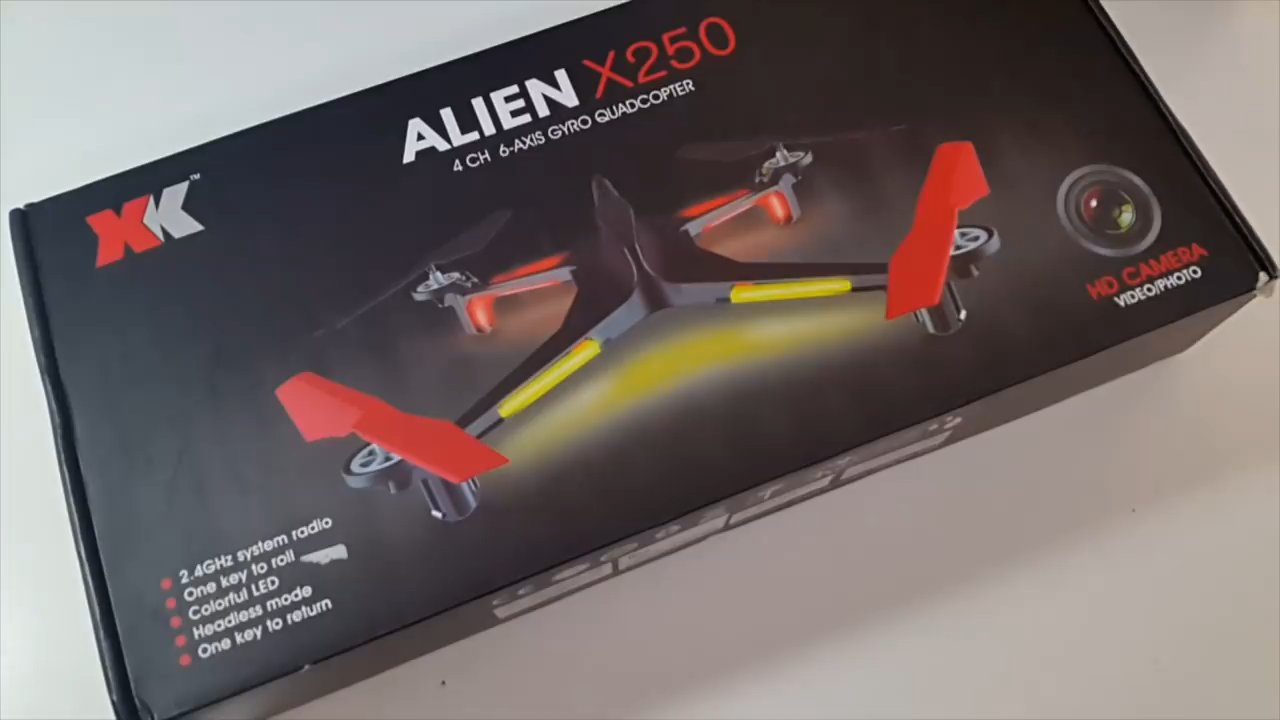 ALIEN X250
4 CH 6-AXIS GYRO QUADCOPTER
XK™
HD CAMERA
VIDEO/PHOTO
2.4GHz system radio
One key to roll
Colorful LED
Headless mode
One key to return